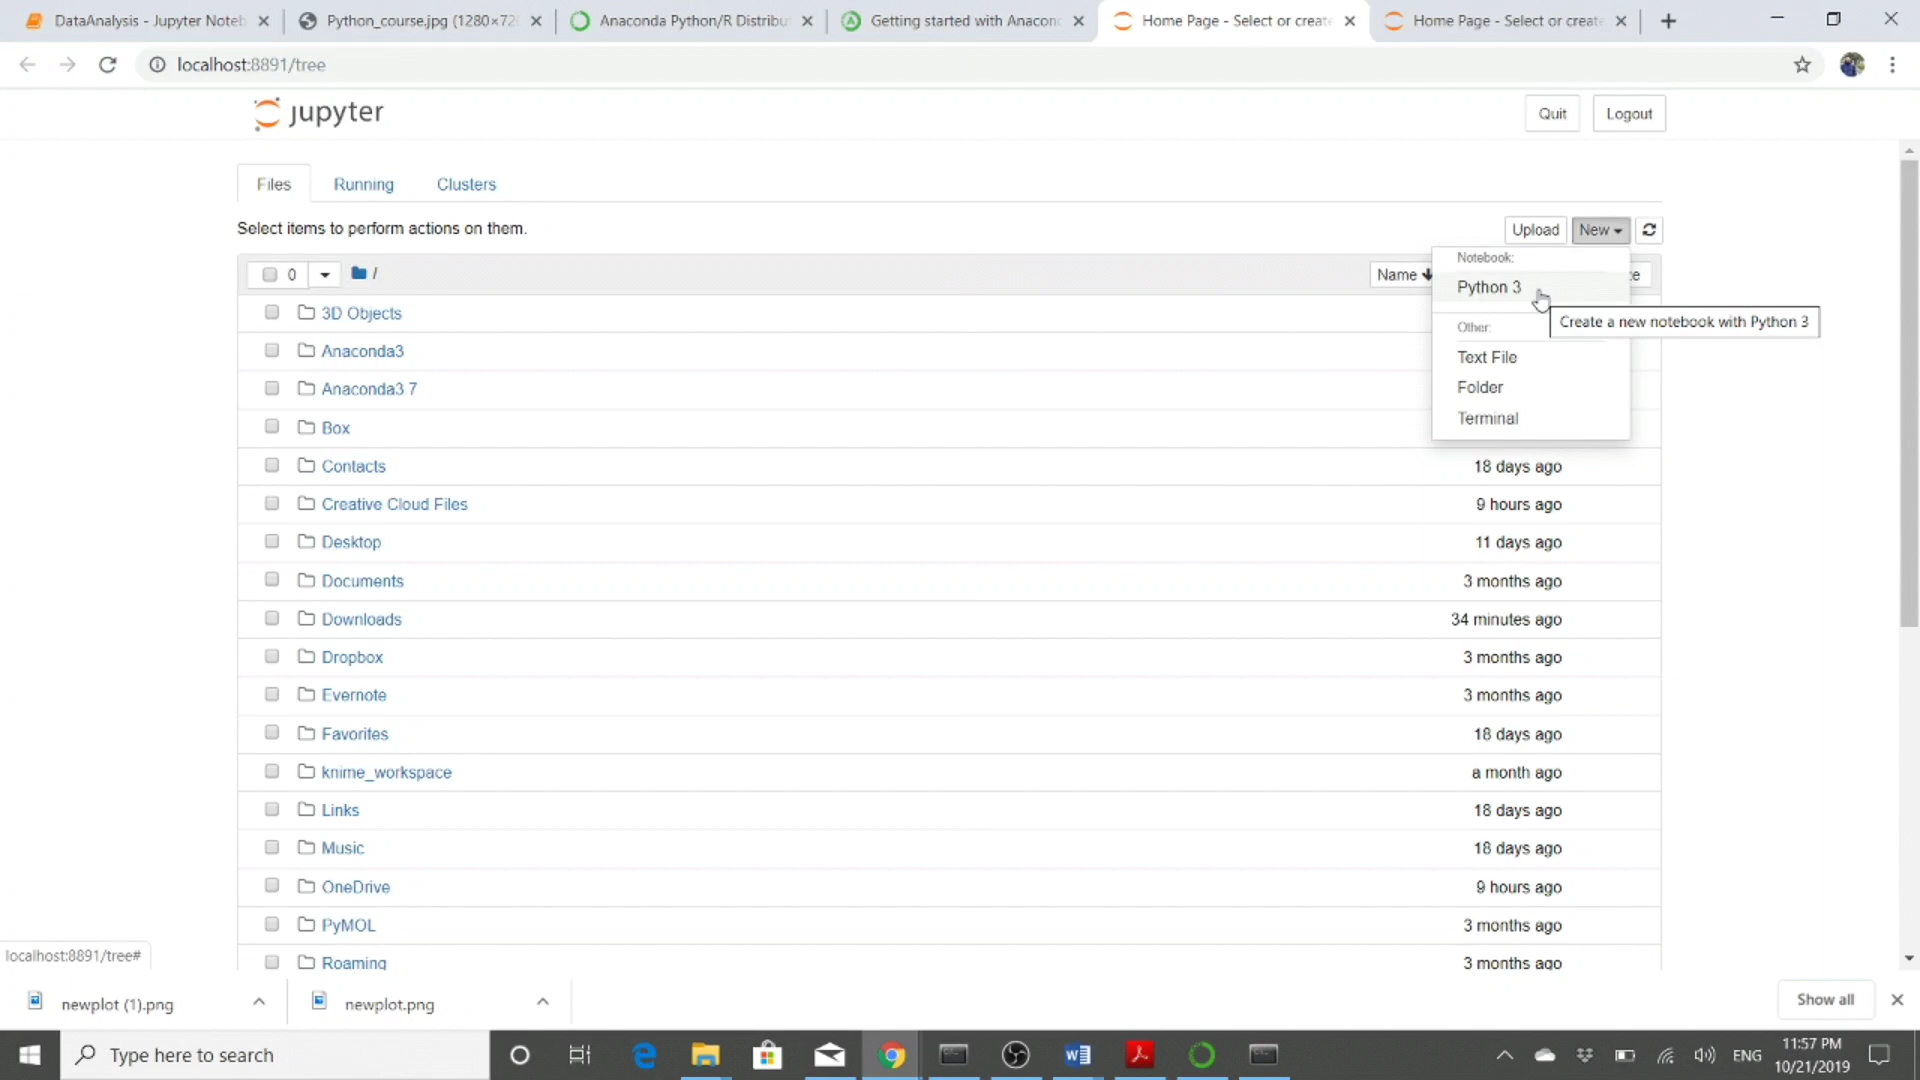 DataAnalysis - Jupyter Noteb
Python_course.jpg (1280×72
Anaconda Python/R Distribu
Getting started with Anacon
Home Page - Select or create
Home Page - Select or create
localhost:8891/tree
jupyter
Quit
Logout
Files
Running
Clusters
Select items to perform actions on them.
Upload
New
0
/
Name
Notebook:
Python 3
Create a new notebook with Python 3
Other:
Text File
Folder
Terminal
3D Objects
Anaconda3
Anaconda3 7
Box
Contacts
18 days ago
Creative Cloud Files
9 hours ago
Desktop
11 days ago
Documents
3 months ago
Downloads
34 minutes ago
Dropbox
3 months ago
Evernote
3 months ago
Favorites
18 days ago
knime_workspace
a month ago
Links
18 days ago
Music
18 days ago
OneDrive
9 hours ago
PyMOL
3 months ago
Roaming
3 months ago
localhost:8891/tree#
newplot (1).png
newplot.png
Show all
Type here to search
ENG
11:57 PM
10/21/2019